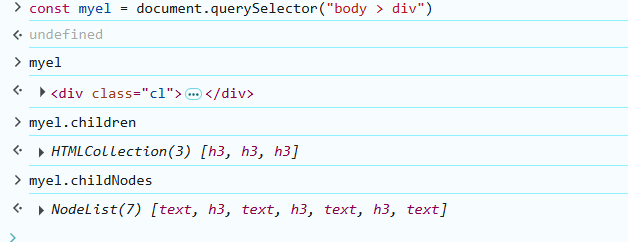 const myel = document.querySelector("body > div")
undefined
myel
<div class="cl">…</div>
myel.children
HTMLCollection(3) [h3, h3, h3]
myel.childNodes
NodeList(7) [text, h3, text, h3, text, h3, text]